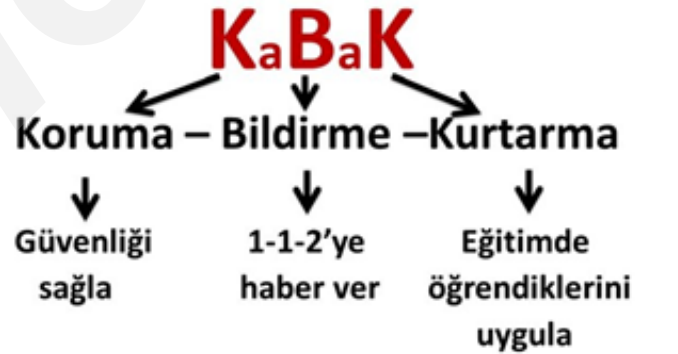 KaBaK
Koruma – Bildirme –Kurtarma
Güvenliği 1-1-2’ye Eğitimde
sağla haber ver öğrendiklerini
uygula